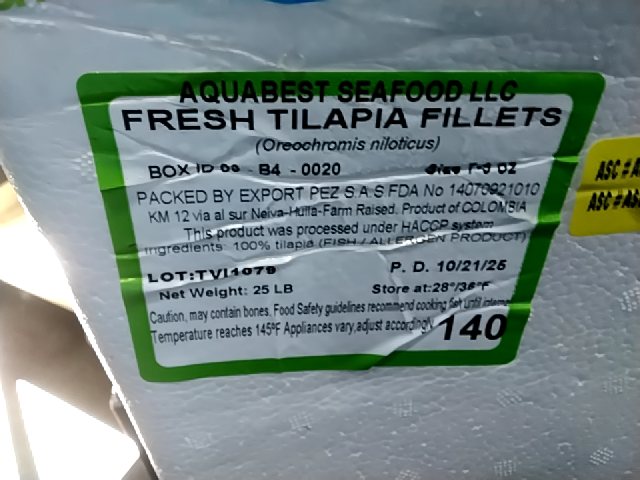 AQUABEST SEAFOOD LLC
FRESH TILAPIA FILLETS
(Oreochromis niloticus)
BOX ID - B4 - 0020 OZ
PACKED BY EXPORT PEZ S.A.S FDA No 14070921010
KM 12 via al sur Neiva-Huila-Farm Raised. Product of COLOMBIA
This product was processed under HACCP system
Ingredients: 100% tilapia (FISH / ALLERGEN PRODUCT)
LOT: P. D. 10/21/25
Net Weight: 25 LB Store at:28°/36°F
Caution, may contain bones. Food Safety guidelines recommend cooking fish until
Temperature reaches 145ºF Appliances vary,adjust accordingly 140
ASC #
ASC #